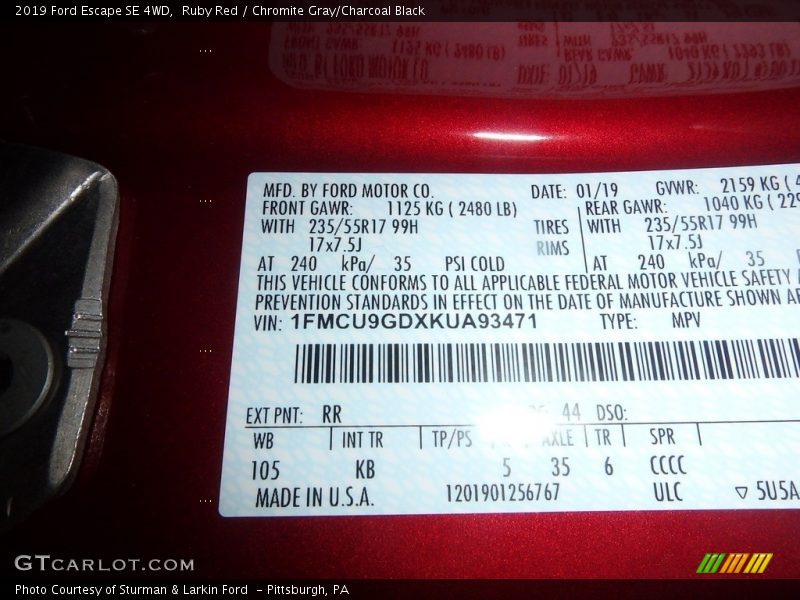 2019 Ford Escape SE 4WD,  Ruby Red / Chromite Gray/Charcoal Black
MFD. BY FORD MOTOR CO. DATE: 01/19 GVWR: 2159 KG (
FRONT GAWR: 1125 KG ( 2480 LB) REAR GAWR: 1040 KG (
WITH 235/55R17 99H TIRES WITH 235/55R17 99H
17x7.5J RIMS 17x7.5J
AT 240 kPa/ 35 PSI COLD AT 240 kPa/ 35
THIS VEHICLE CONFORMS TO ALL APPLICABLE FEDERAL MOTOR VEHICLE SAFETY
PREVENTION STANDARDS IN EFFECT ON THE DATE OF MANUFACTURE SHOWN
VIN: 1FMCU9GDXKUA93471 TYPE: MPV
EXT PNT: RR 44 DSO:
WB INT TR TP/PS AXLE TR SPR
105 KB 5 35 6 CCCC
MADE IN U.S.A. 1201901256767 ULC 5U5A
GTCARLOT.COM
Photo Courtesy of Sturman & Larkin Ford  - Pittsburgh, PA